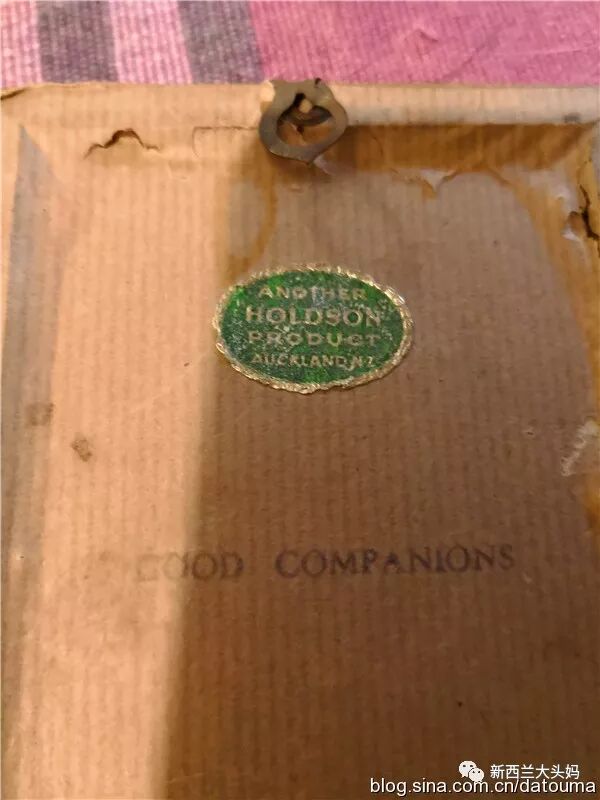 ANOTHER
HOLDSON
PRODUCT
AUCKLAND, N.Z.
GOOD COMPANIONS
新西兰大头妈
blog.sina.com.cn/datouma